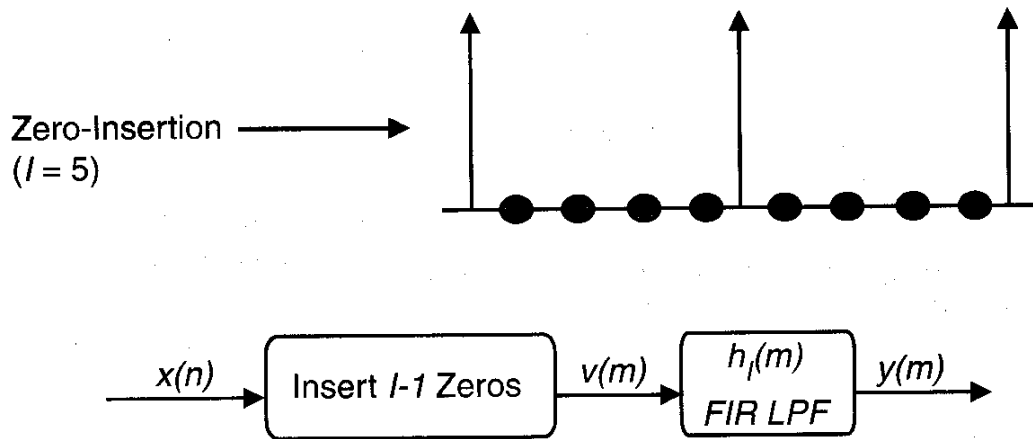 Zero-Insertion
(I = 5)
x(n)
Insert I-1 Zeros
v(m)
h_I(m)
FIR LPF
y(m)